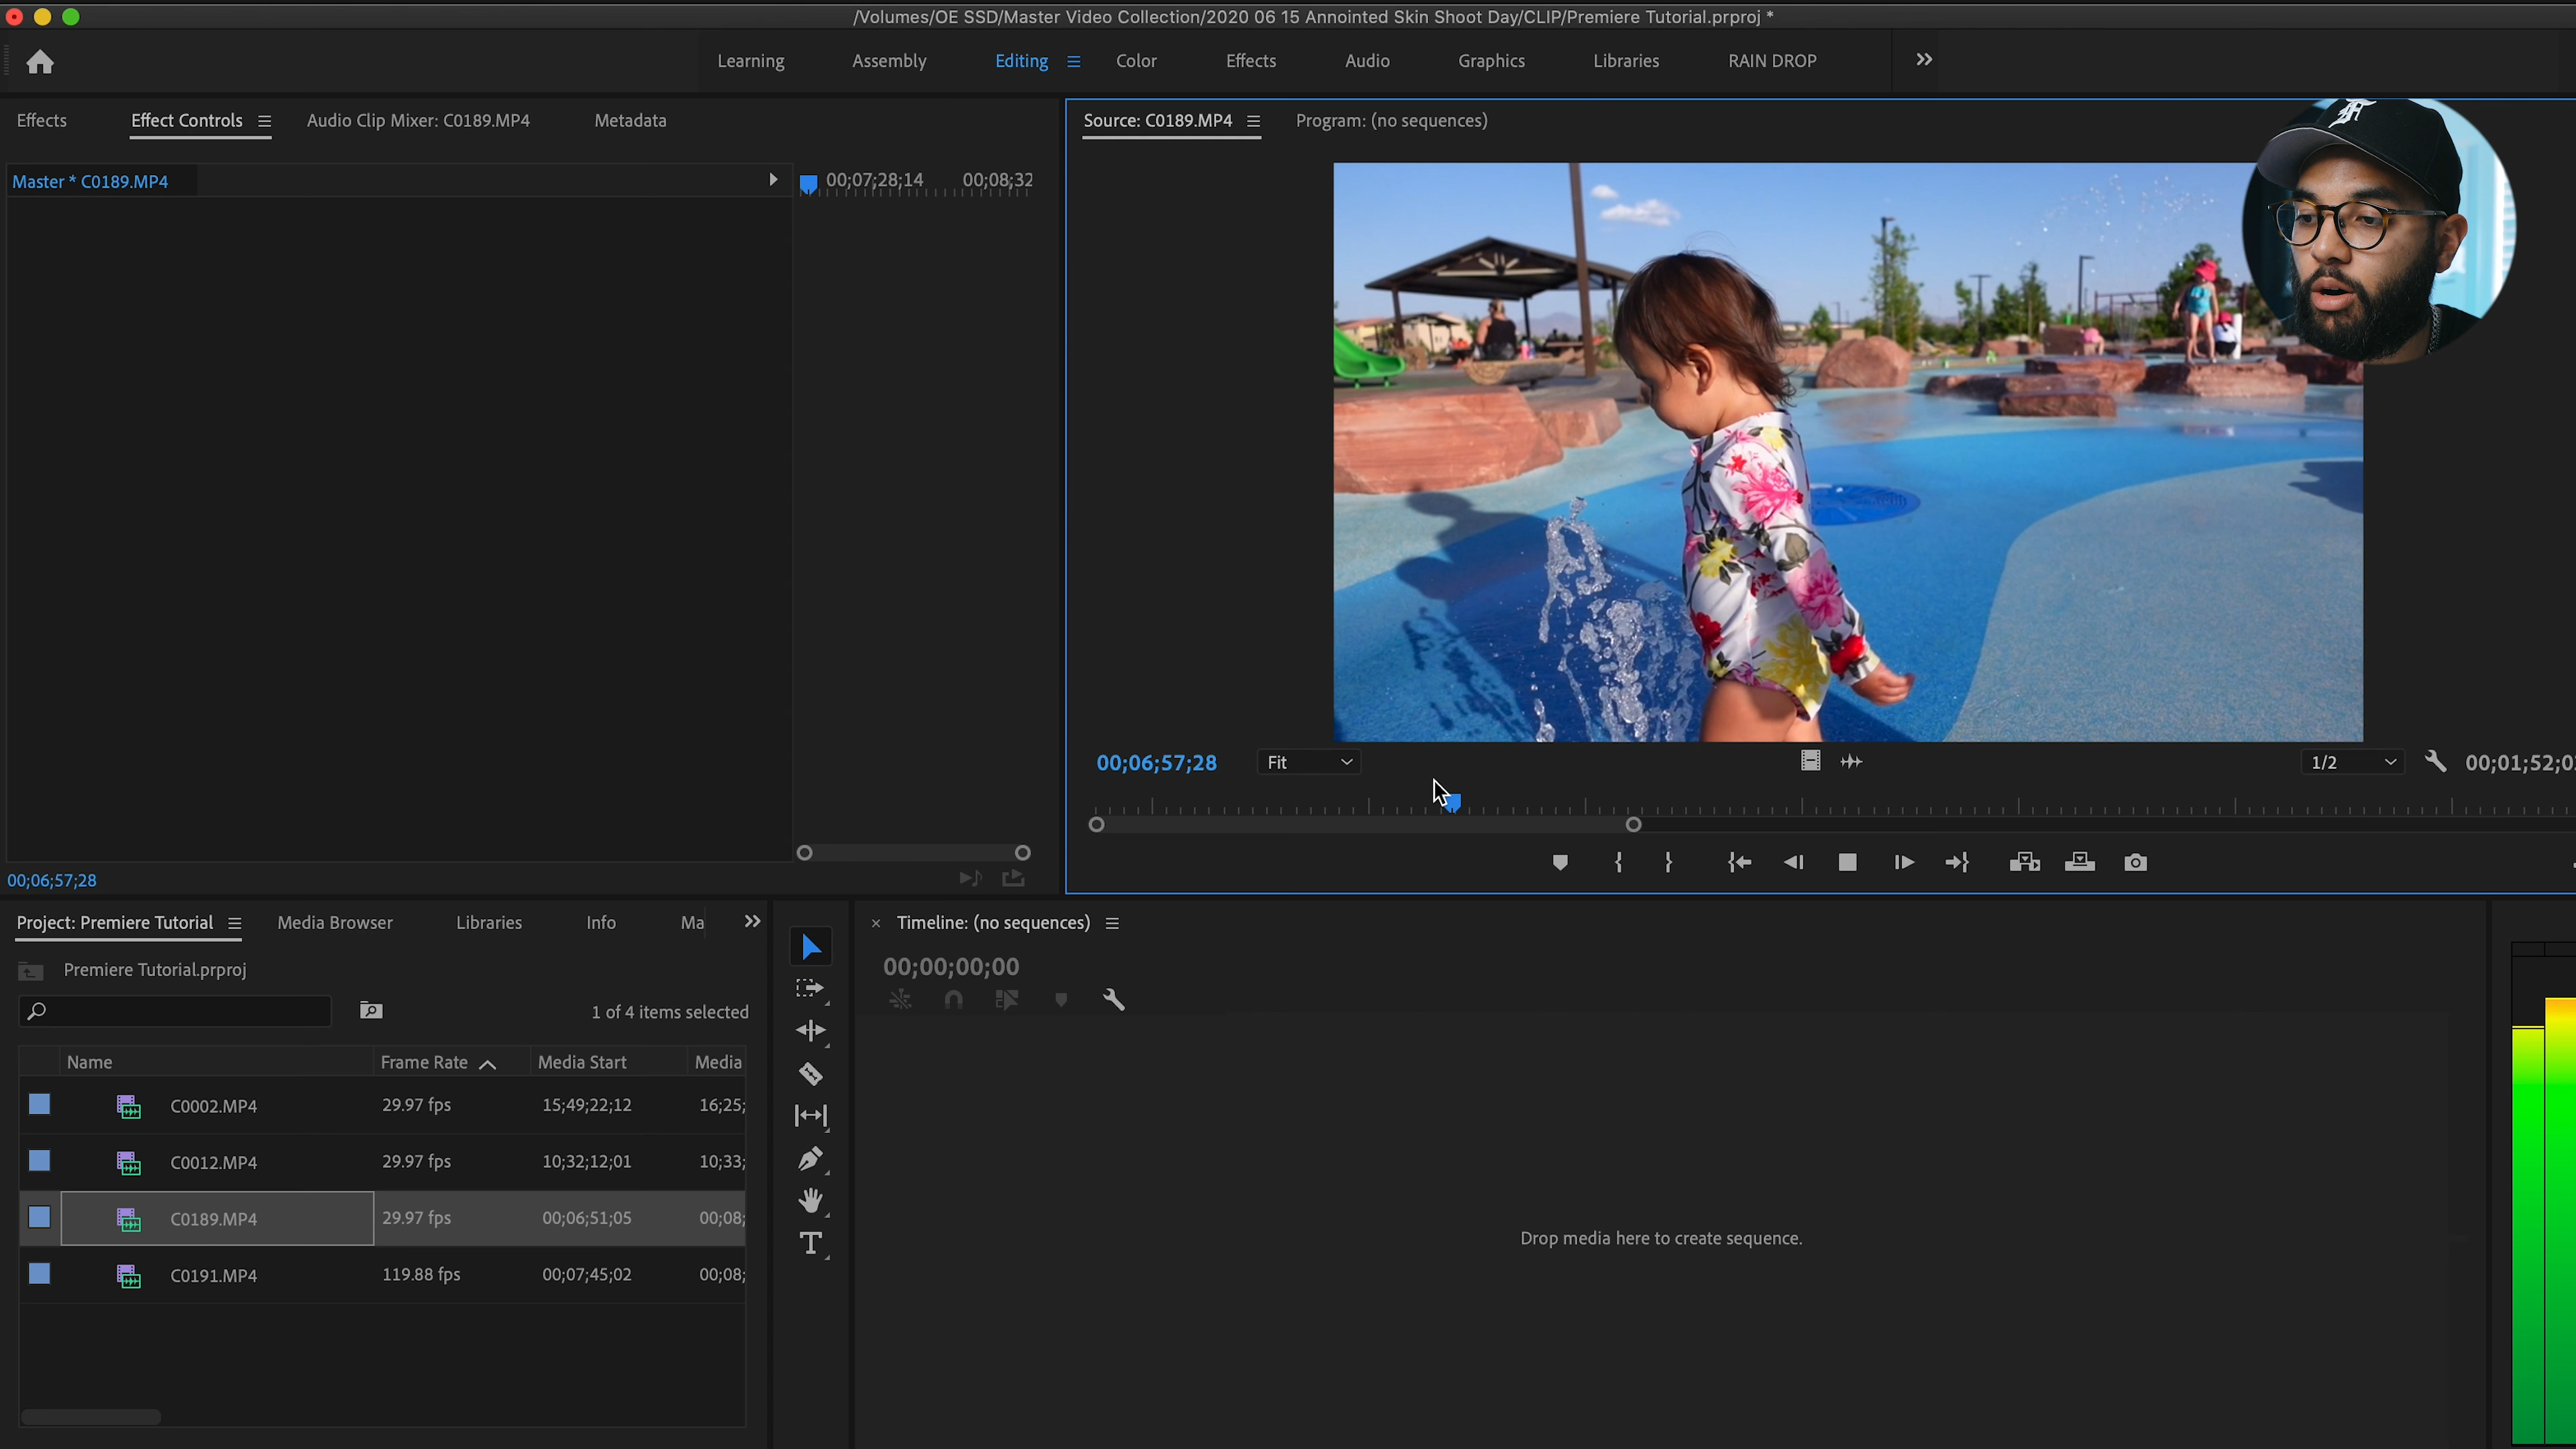 /Volumes/OE SSD/Master Video Collection/2020 06 15 Annointed Skin Shoot Day/CLIP/Premiere Tutorial.prproj *
Learning Assembly Editing Color Effects Audio Graphics Libraries RAIN DROP
Effects Effect Controls Audio Clip Mixer: C0189.MP4 Metadata
Source: C0189.MP4 Program: (no sequences)
Master * C0189.MP4
00;07;28;14 00;08;32
00;06;57;28 Fit 1/2 00;01;52;0
00;06;57;28
Project: Premiere Tutorial Media Browser Libraries Info Ma
Timeline: (no sequences)
Premiere Tutorial.prproj
00;00;00;00
1 of 4 items selected
Name Frame Rate Media Start Media
C0002.MP4 29.97 fps 15;49;22;12 16;25;
C0012.MP4 29.97 fps 10;32;12;01 10;33;
C0189.MP4 29.97 fps 00;06;51;05 00;08;
C0191.MP4 119.88 fps 00;07;45;02 00;08;
Drop media here to create sequence.